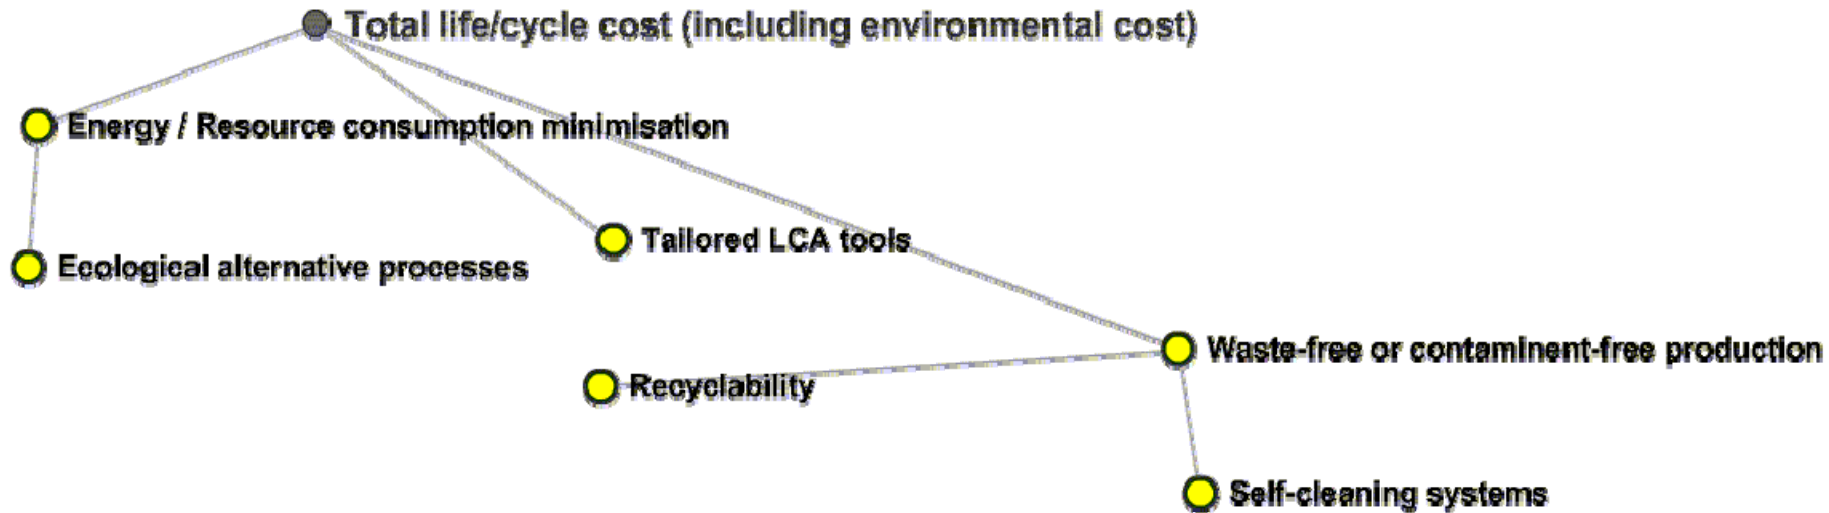 Total life/cycle cost (including environmental cost)
Energy / Resource consumption minimisation
Tailored LCA tools
Ecological alternative processes
Waste-free or contaminent-free production
Recyclability
Self-cleaning systems